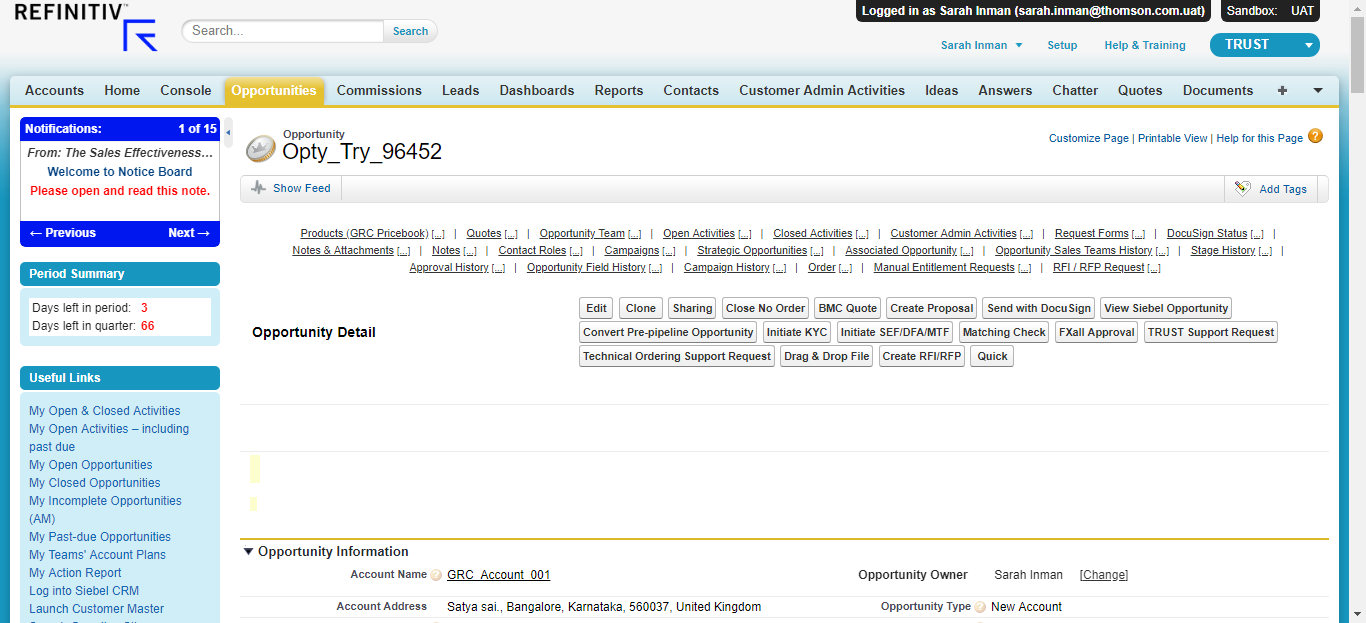 REFINITIV™
Search...
Search
Logged in as Sarah Inman (sarah.inman@thomson.com.uat)
Sandbox: UAT
Sarah Inman Setup Help & Training TRUST
Accounts Home Console Opportunities Commissions Leads Dashboards Reports Contacts Customer Admin Activities Ideas Answers Chatter Quotes Documents +
Notifications: 1 of 15
From: The Sales Effectiveness...
Welcome to Notice Board
Please open and read this note.
← Previous Next →
Period Summary
Days left in period: 3
Days left in quarter: 66
Useful Links
My Open & Closed Activities
My Open Activities – including
past due
My Open Opportunities
My Closed Opportunities
My Incomplete Opportunities
(AM)
My Past-due Opportunities
My Teams' Account Plans
My Action Report
Log into Siebel CRM
Launch Customer Master
Opportunity
Opty_Try_96452
Customize Page | Printable View | Help for this Page ?
Show Feed
Add Tags
Products (GRC Pricebook) [...] | Quotes [...] | Opportunity Team [...] | Open Activities [...] | Closed Activities [...] | Customer Admin Activities [...] | Request Forms [...] | DocuSign Status [...] |
Notes & Attachments [...] | Notes [...] | Contact Roles [...] | Campaigns [...] | Strategic Opportunities [...] | Associated Opportunity [...] | Opportunity Sales Teams History [...] | Stage History [...] |
Approval History [...] | Opportunity Field History [...] | Campaign History [...] | Order [...] | Manual Entitlement Requests [...] | RFI / RFP Request [...]
Opportunity Detail
Edit Clone Sharing Close No Order BMC Quote Create Proposal Send with DocuSign View Siebel Opportunity
Convert Pre-pipeline Opportunity Initiate KYC Initiate SEF/DFA/MTF Matching Check FXall Approval TRUST Support Request
Technical Ordering Support Request Drag & Drop File Create RFI/RFP Quick
Opportunity Information
Account Name ? GRC_Account_001 Opportunity Owner Sarah Inman [Change]
Account Address Satya sai., Bangalore, Karnataka, 560037, United Kingdom Opportunity Type ? New Account